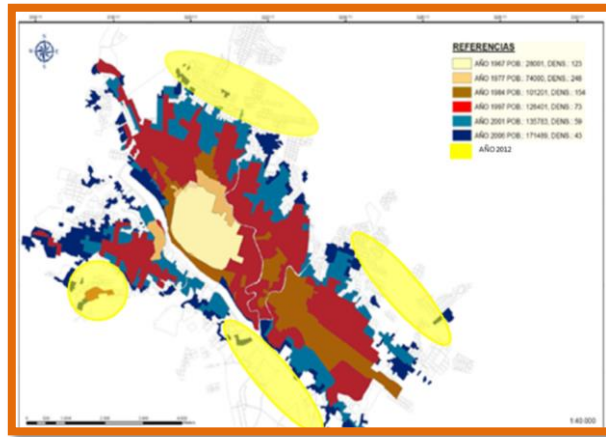 REFERENCIAS
AÑO 1967 POB.: 28081, DENS.: 123
AÑO 1977 POB.: 74000, DENS.: 248
AÑO 1984 POB.: 101201, DENS.: 154
AÑO 1997 POB.: 126401, DENS.: 73
AÑO 2001 POB.: 135783, DENS.: 59
AÑO 2006 POB.: 171489, DENS.: 43
AÑO 2012
1:40 000